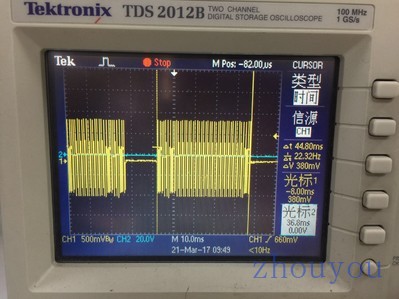 Tektronix TDS 2012B TWO CHANNEL DIGITAL STORAGE OSCILLOSCOPE 100 MHz 1 GS/s
Tek Stop M Pos: -82.00µs CURSOR
类型
时间
信源
CH1
Δt 44.80ms
22.32Hz
ΔV 380mV
光标1
-8.00ms
380mV
光标2
36.8ms
0.00V
CH1 500mV CH2 20.0V M 10.0ms CH1 660mV
21-Mar-17 09:49 <10Hz
zhouyou